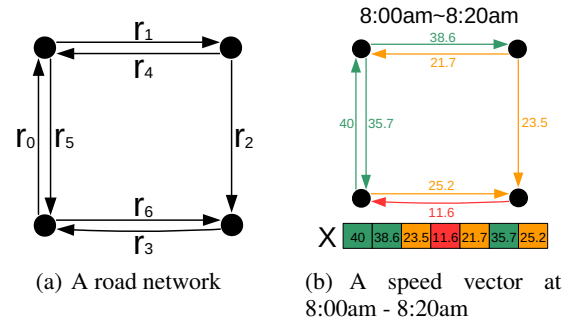 8:00am~8:20am
r₁
r₄
r₀
r₅
r₂
r₆
r₃
38.6
21.7
40
35.7
23.5
25.2
11.6
X 40 38.6 23.5 11.6 21.7 35.7 25.2
(a) A road network
(b) A speed vector at
8:00am - 8:20am